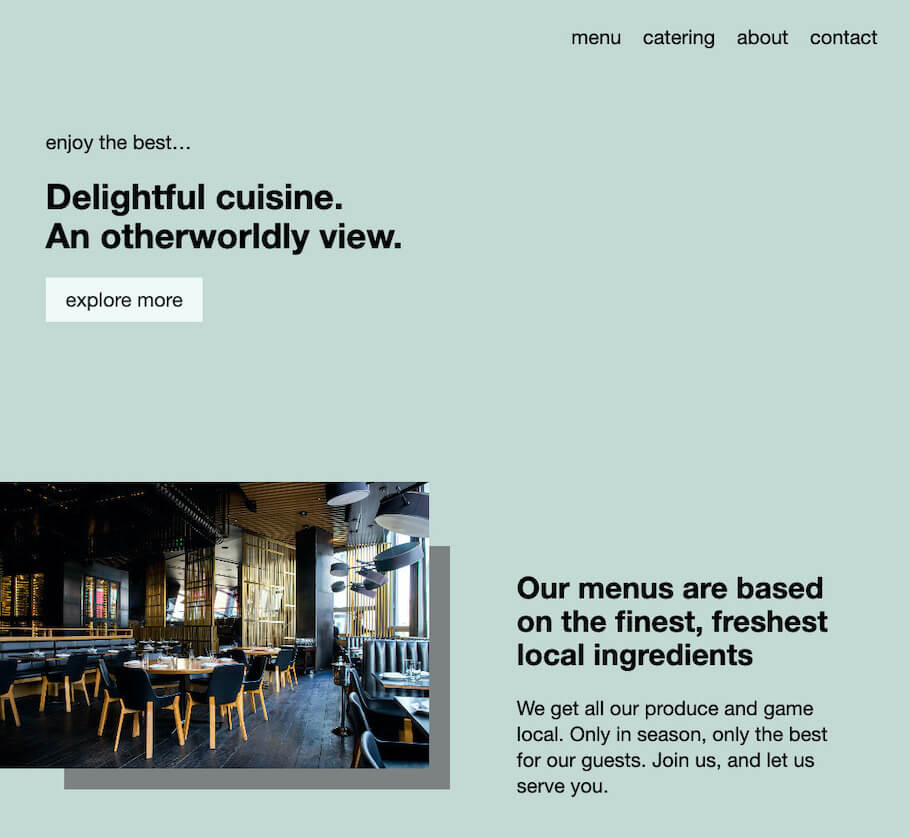 menu catering about contact
enjoy the best…
Delightful cuisine.
An otherworldly view.
explore more
Our menus are based
on the finest, freshest
local ingredients
We get all our produce and game
local. Only in season, only the best
for our guests. Join us, and let us
serve you.